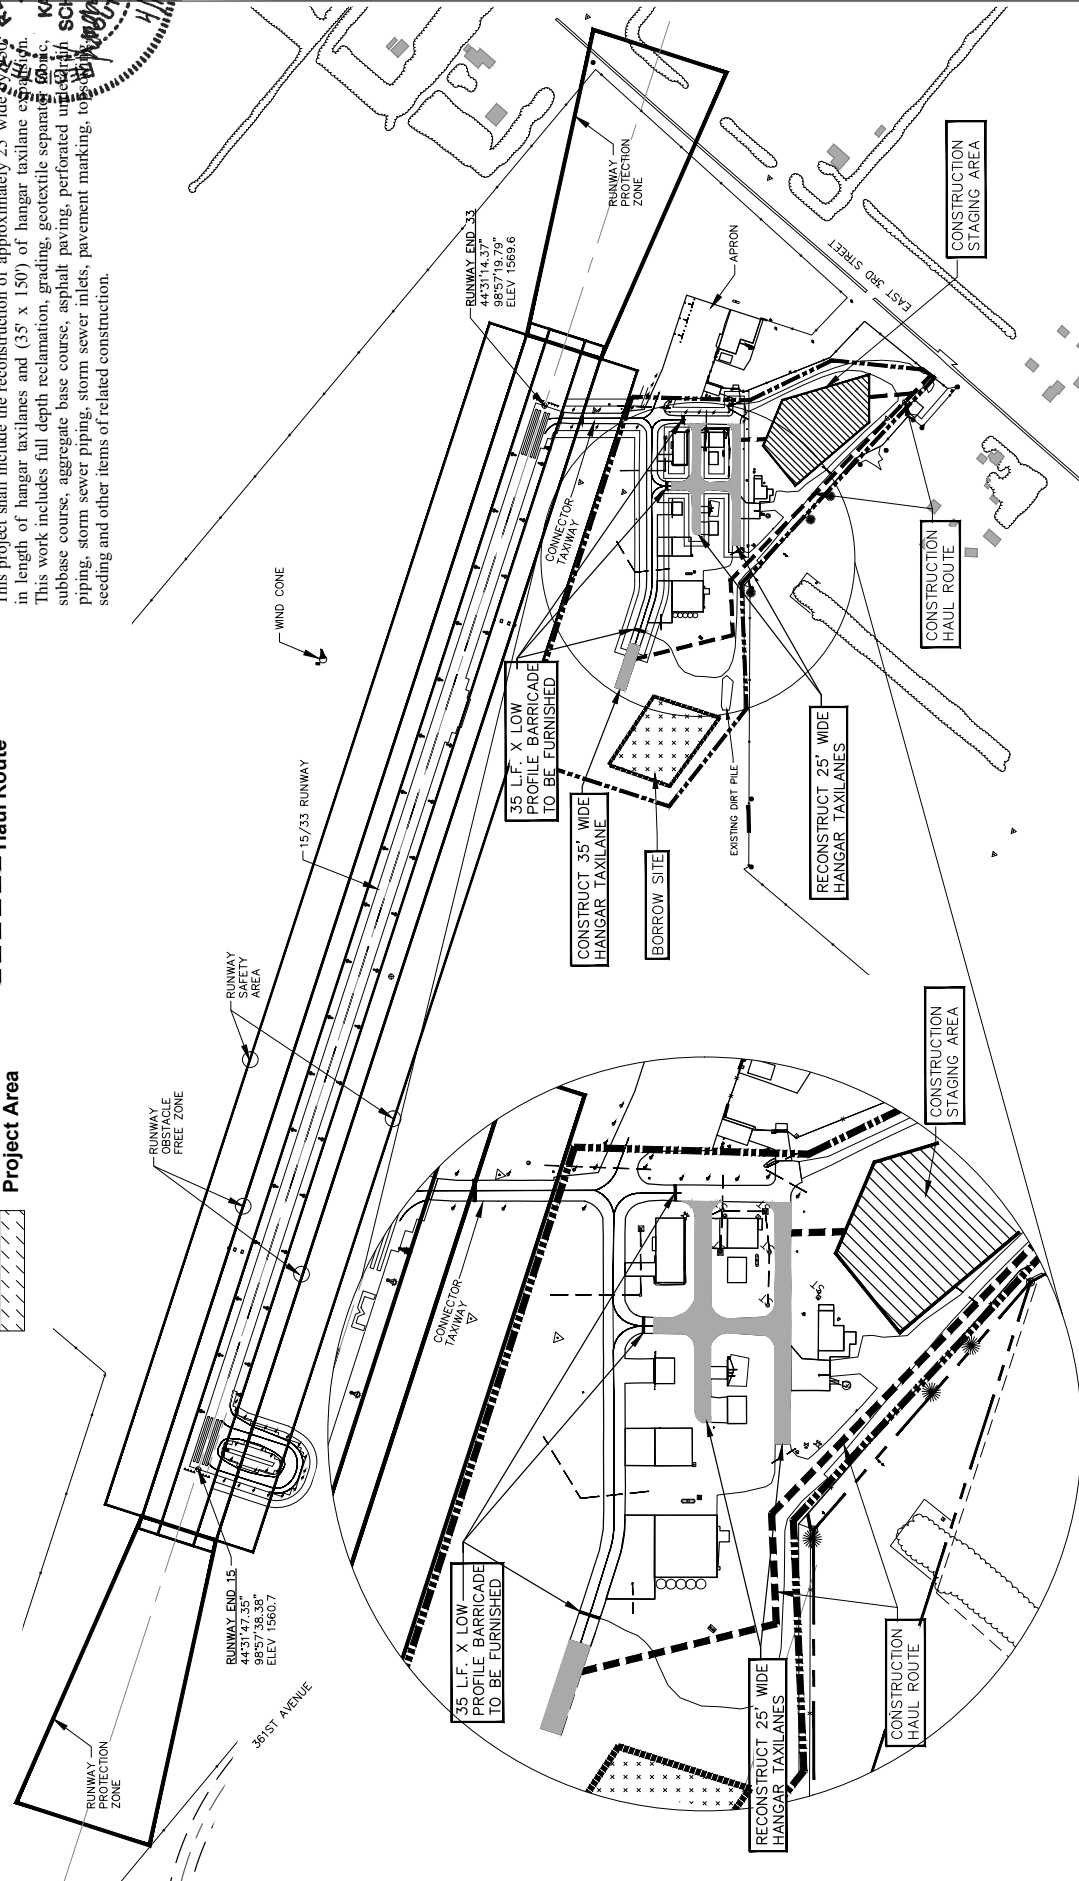 This project shall include the reconstruction of approximately 25' wide by
in length of hangar taxilanes and (35' x 150') of hangar taxilane expansion.
This work includes full depth reclamation, grading, geotextile separator fabric,
subbase course, aggregate base course, asphalt paving, perforated underdrain
piping, storm sewer piping, storm sewer inlets, pavement marking, topsoiling,
seeding and other items of related construction.
Haul Route
Project Area
RUNWAY
PROTECTION
ZONE
361ST AVENUE
RUNWAY END 15
44°31'47.35"
98°57'38.38"
ELEV 1560.7
RUNWAY
OBSTACLE
FREE ZONE
RUNWAY
SAFETY
AREA
15/33 RUNWAY
WIND CONE
RUNWAY END 33
44°31'14.37"
98°57'19.79"
ELEV 1569.6
RUNWAY
PROTECTION
ZONE
APRON
EAST 3RD STREET
CONSTRUCTION
STAGING AREA
CONNECTOR
TAXIWAY
CONSTRUCTION
HAUL ROUTE
35 L.F. X LOW
PROFILE BARRICADE
TO BE FURNISHED
CONSTRUCT 35' WIDE
HANGAR TAXILANE
BORROW SITE
EXISTING DIRT PILE
RECONSTRUCT 25' WIDE
HANGAR TAXILANES
CONSTRUCTION
STAGING AREA
CONNECTOR
TAXIWAY
35 L.F. X LOW
PROFILE BARRICADE
TO BE FURNISHED
RECONSTRUCT 25' WIDE
HANGAR TAXILANES
CONSTRUCTION
HAUL ROUTE